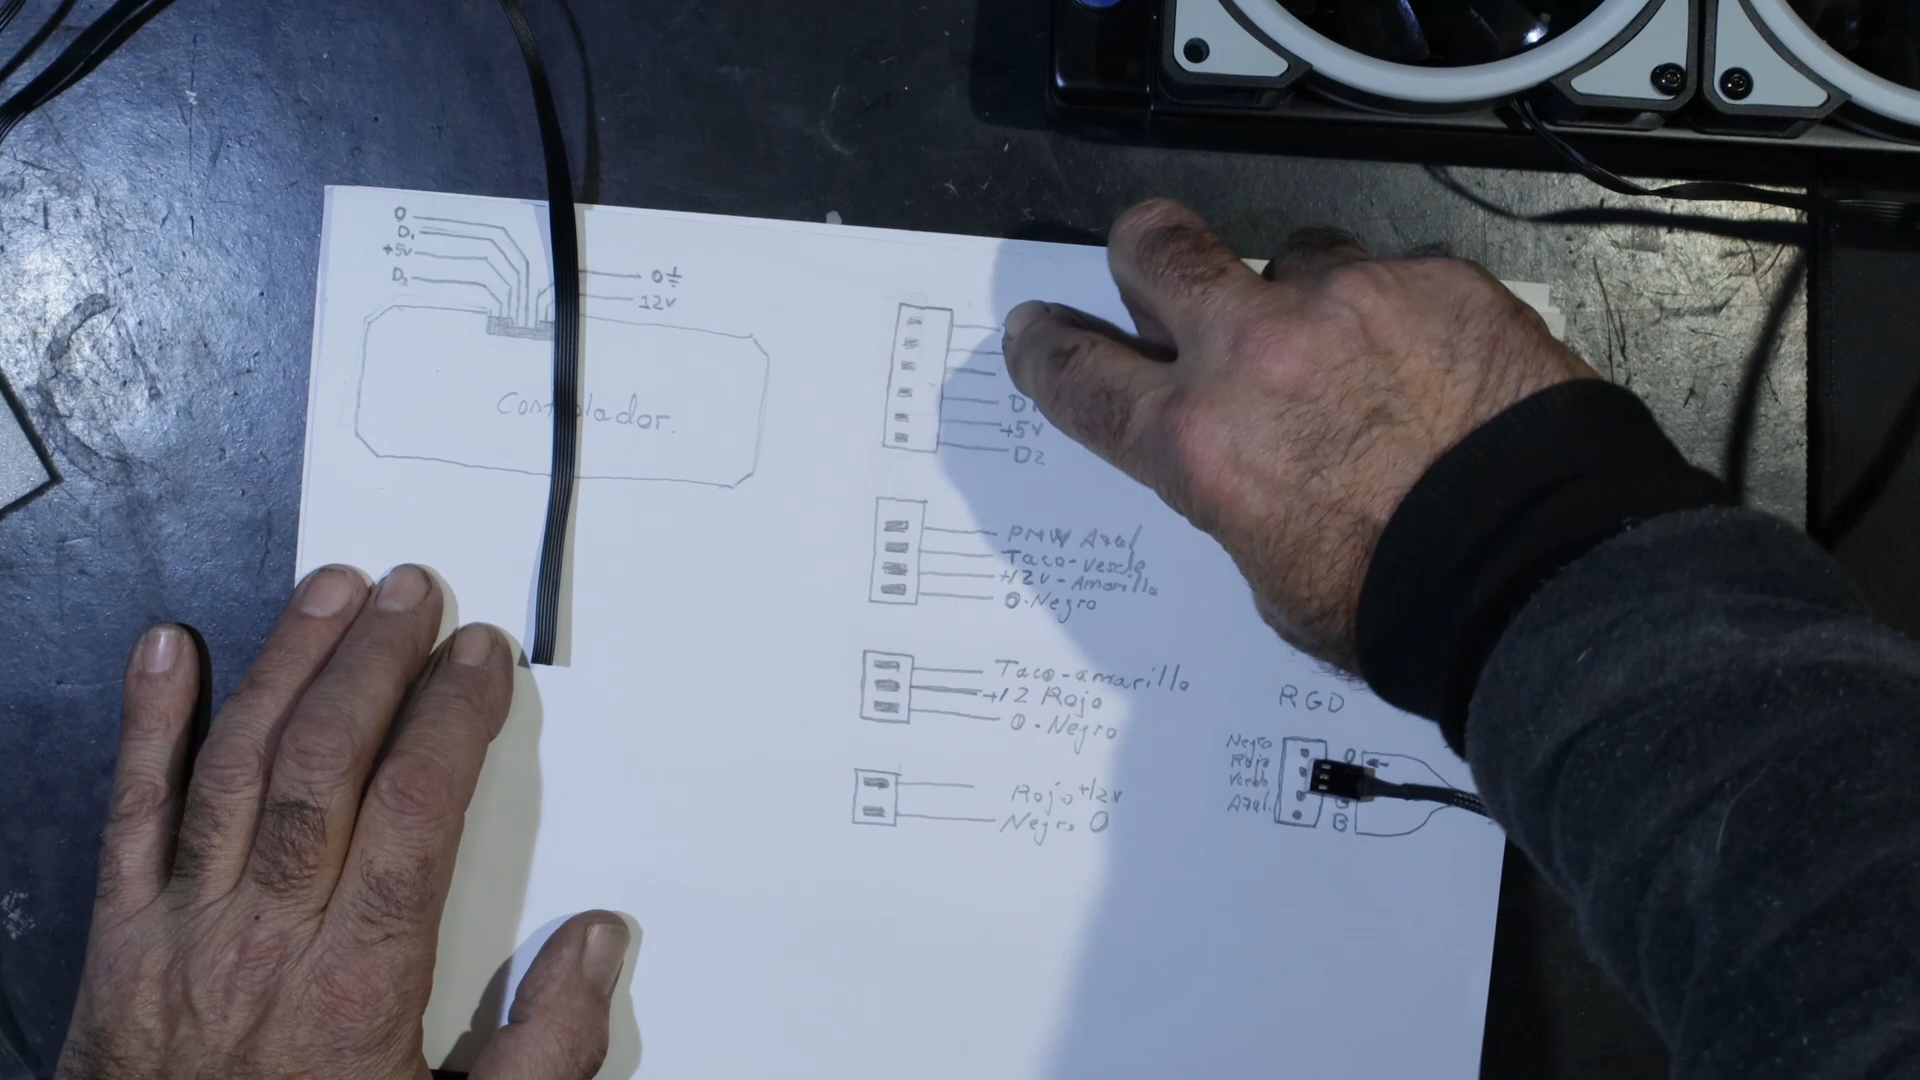 0
D1
+5v
D2
0
12v
Controlador.
D1
+5v
D2
PMW Azul
Taco-verde
+12v-Amarillo
0-Negro
Taco-amarillo
+12 Rojo
0-Negro
Rojo +12v
Negro 0
RGD
Negro
Rojo
Verde
Azul.
B